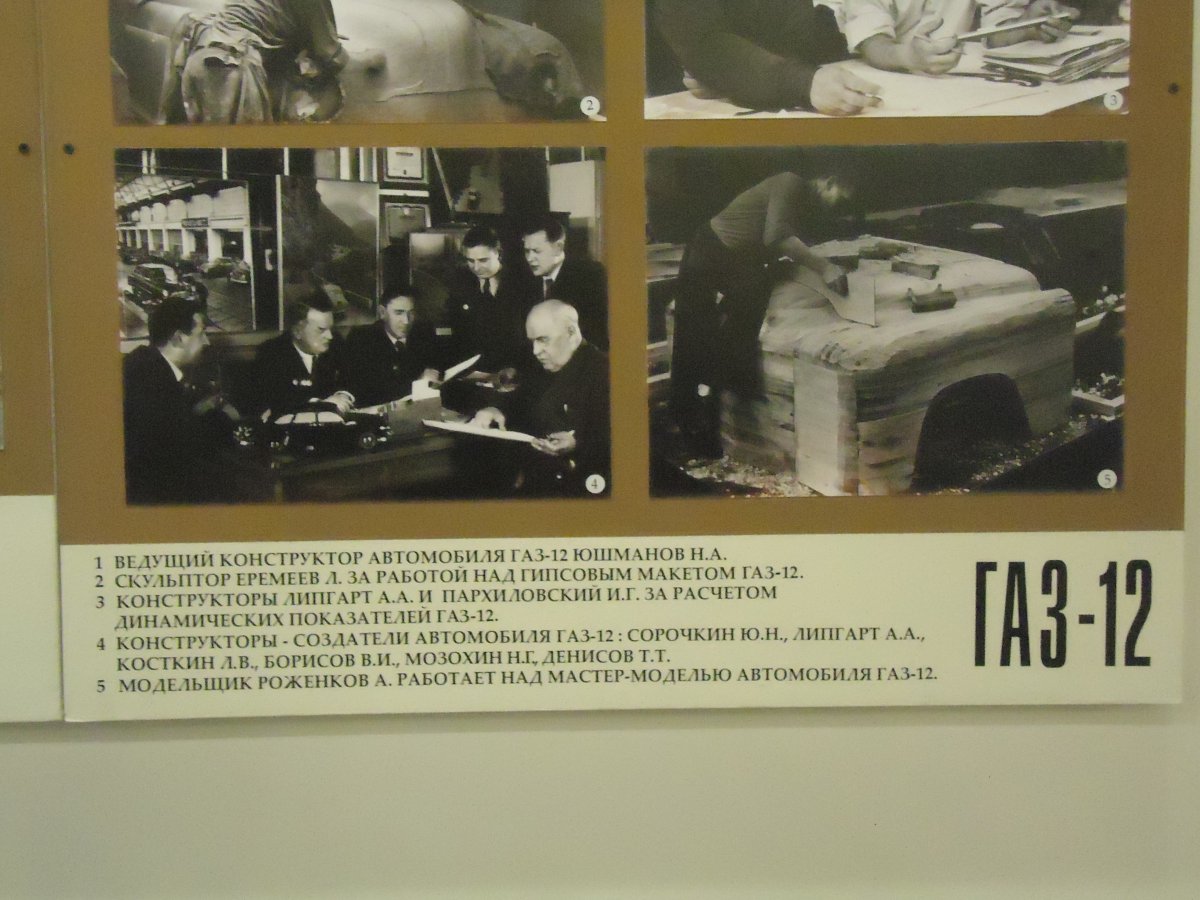 2
3
4
5
1 ВЕДУЩИЙ КОНСТРУКТОР АВТОМОБИЛЯ ГАЗ-12 ЮШМАНОВ Н.А.
2 СКУЛЬПТОР ЕРЕМЕЕВ Л. ЗА РАБОТОЙ НАД ГИПСОВЫМ МАКЕТОМ ГАЗ-12.
3 КОНСТРУКТОРЫ ЛИПГАРТ А.А. И ПАРХИЛОВСКИЙ И.Г. ЗА РАСЧЕТОМ
ДИНАМИЧЕСКИХ ПОКАЗАТЕЛЕЙ ГАЗ-12.
4 КОНСТРУКТОРЫ - СОЗДАТЕЛИ АВТОМОБИЛЯ ГАЗ-12 : СОРОЧКИН Ю.Н., ЛИПГАРТ А.А.,
КОСТКИН Л.В., БОРИСОВ В.И., МОЗОХИН Н.Г., ДЕНИСОВ Т.Т.
5 МОДЕЛЬЩИК РОЖЕНКОВ А. РАБОТАЕТ НАД МАСТЕР-МОДЕЛЬЮ АВТОМОБИЛЯ ГАЗ-12.
ГАЗ-12